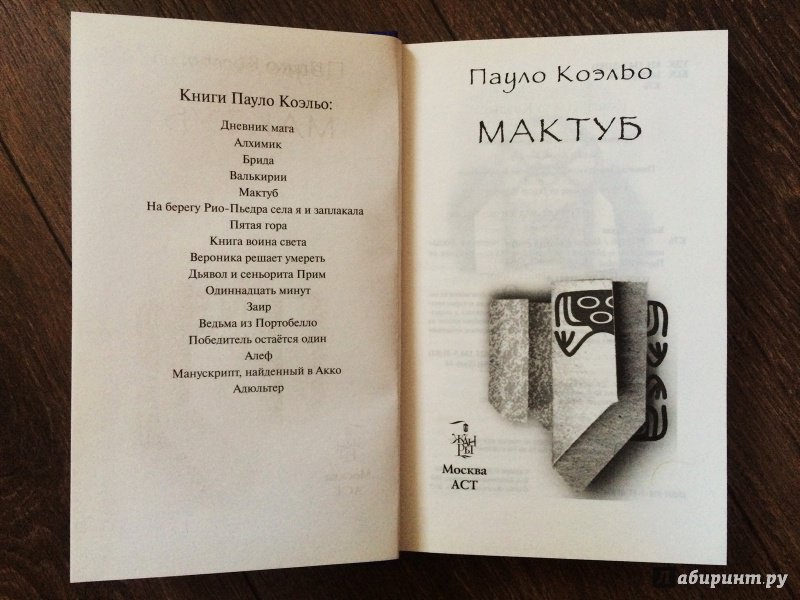 Книги Пауло Коэльо:
Дневник мага
Алхимик
Брида
Валькирии
Мактуб
На берегу Рио-Пьедра села я и заплакала
Пятая гора
Книга воина света
Вероника решает умереть
Дьявол и сеньорита Прим
Одиннадцать минут
Заир
Ведьма из Портобелло
Победитель остаётся один
Алеф
Манускрипт, найденный в Акко
Адюльтер
Пауло Коэльо
МАКТУБ
ЖАНРЫ
Москва
АСТ
Лабиринт.ру